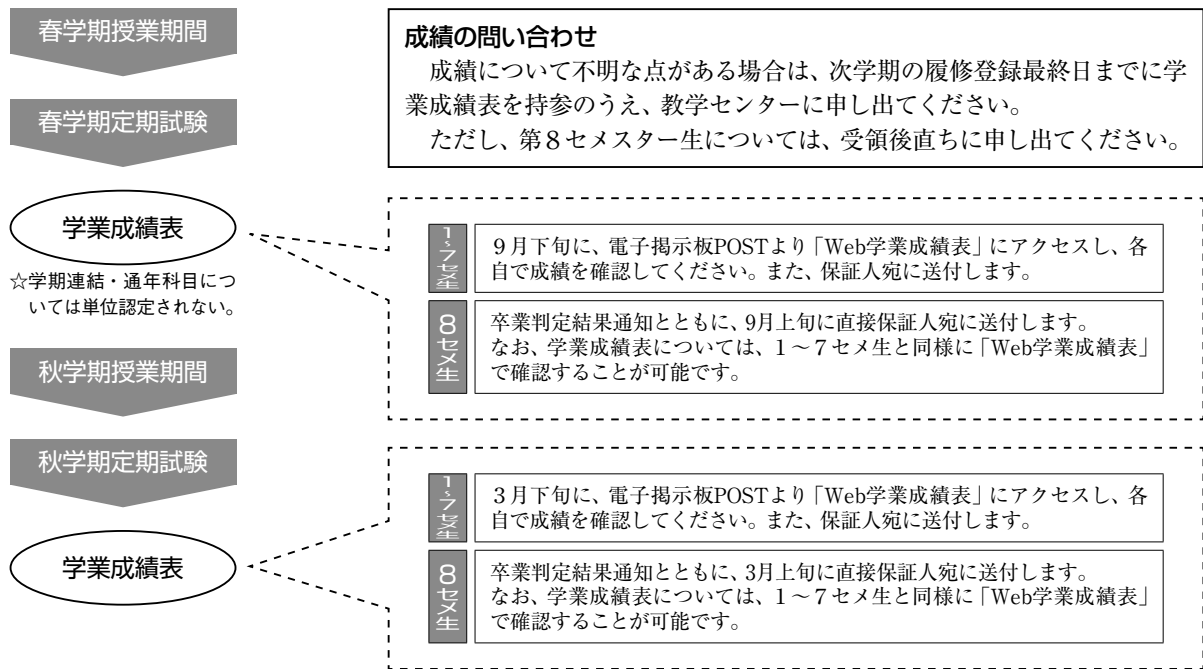 春学期授業期間
春学期定期試験
学業成績表
☆学期連結・通年科目につ
いては単位認定されない。
秋学期授業期間
秋学期定期試験
学業成績表
成績の問い合わせ
成績について不明な点がある場合は、次学期の履修登録最終日までに学
業成績表を持参のうえ、教学センターに申し出てください。
ただし、第８セメスター生については、受領後直ちに申し出てください。
1~7セメ生
９月下旬に、電子掲示板POSTより「Web学業成績表」にアクセスし、各
自で成績を確認してください。また、保証人宛に送付します。
8セメ生
卒業判定結果通知とともに、9月上旬に直接保証人宛に送付します。
なお、学業成績表については、１～７セメ生と同様に「Web学業成績表」
で確認することが可能です。
1~7セメ生
３月下旬に、電子掲示板POSTより「Web学業成績表」にアクセスし、各
自で成績を確認してください。また、保証人宛に送付します。
8セメ生
卒業判定結果通知とともに、3月上旬に直接保証人宛に送付します。
なお、学業成績表については、１～７セメ生と同様に「Web学業成績表」
で確認することが可能です。